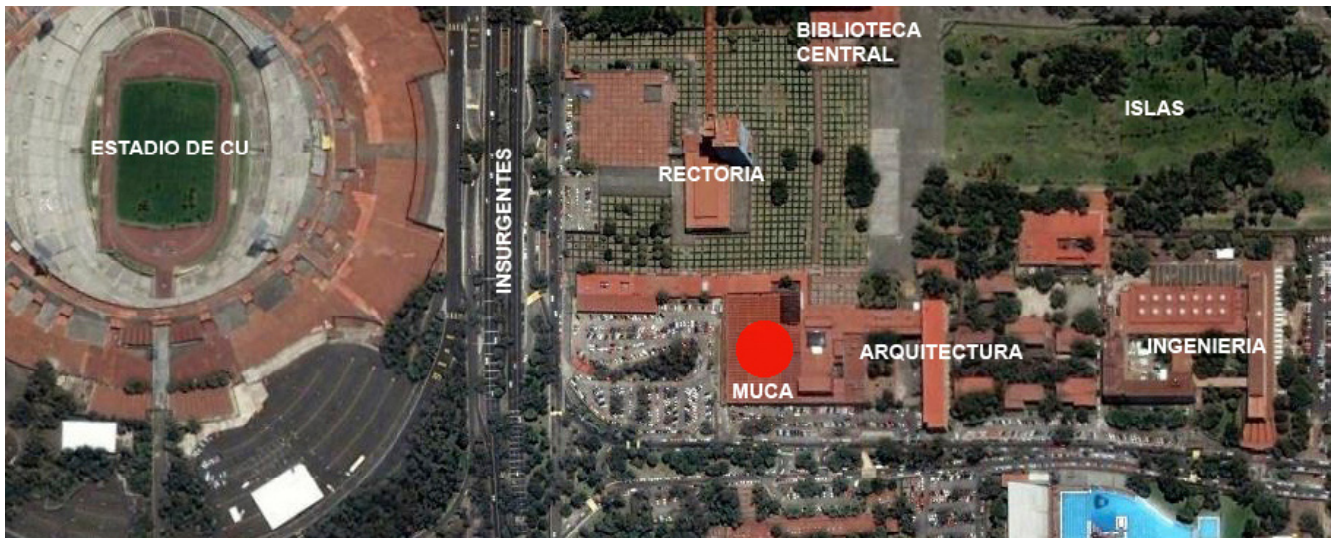 BIBLIOTECA
CENTRAL
ISLAS
ESTADIO DE CU
RECTORIA
INSURGENTES
ARQUITECTURA
INGENIERIA
MUCA